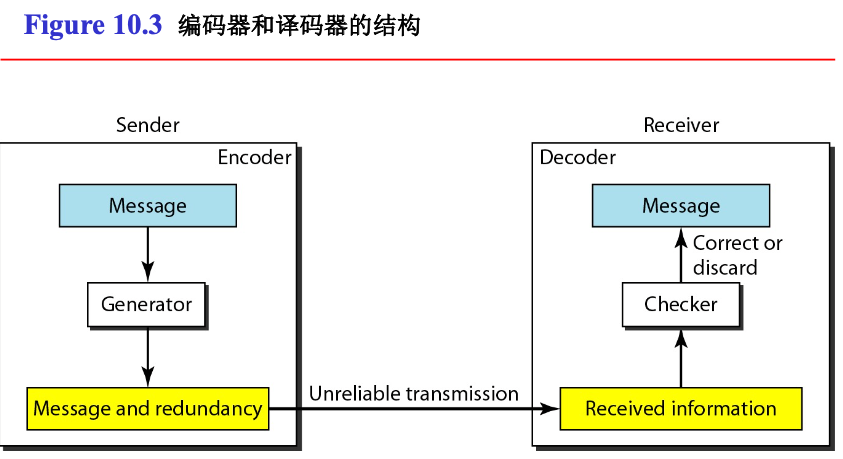 Figure 10.3 编码器和译码器的结构
Sender
Receiver
Encoder
Decoder
Message
Message
Correct or
discard
Generator
Checker
Unreliable transmission
Message and redundancy
Received information